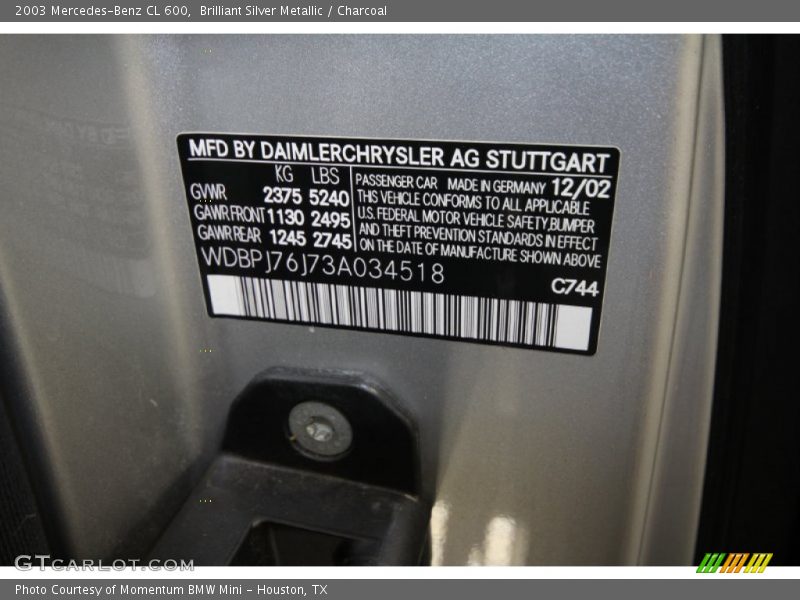 2003 Mercedes-Benz CL 600, Brilliant Silver Metallic / Charcoal
MFD BY DAIMLERCHRYSLER AG STUTTGART
KG LBS
GVWR 2375 5240
GAWR FRONT 1130 2495
GAWR REAR 1245 2745
PASSENGER CAR MADE IN GERMANY 12/02
THIS VEHICLE CONFORMS TO ALL APPLICABLE
U.S. FEDERAL MOTOR VEHICLE SAFETY, BUMPER
AND THEFT PREVENTION STANDARDS IN EFFECT
ON THE DATE OF MANUFACTURE SHOWN ABOVE
WDBPJ76J73A034518
C744
GTcarlot.com
Photo Courtesy of Momentum BMW Mini - Houston, TX